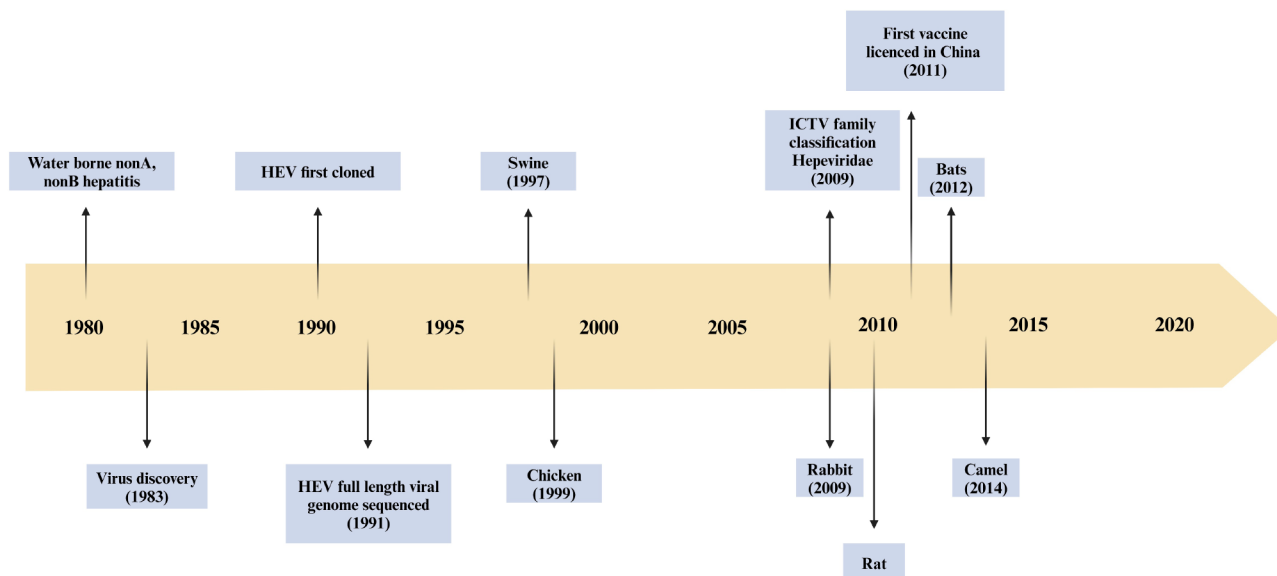 First vaccine
licenced in China
(2011)
ICTV family
classification
Hepeviridae
(2009)
Water borne nonA,
nonB hepatitis
HEV first cloned
Swine
(1997)
Bats
(2012)
1980
1985
1990
1995
2000
2005
2010
2015
2020
Virus discovery
(1983)
HEV full length viral
genome sequenced
(1991)
Chicken
(1999)
Rabbit
(2009)
Camel
(2014)
Rat